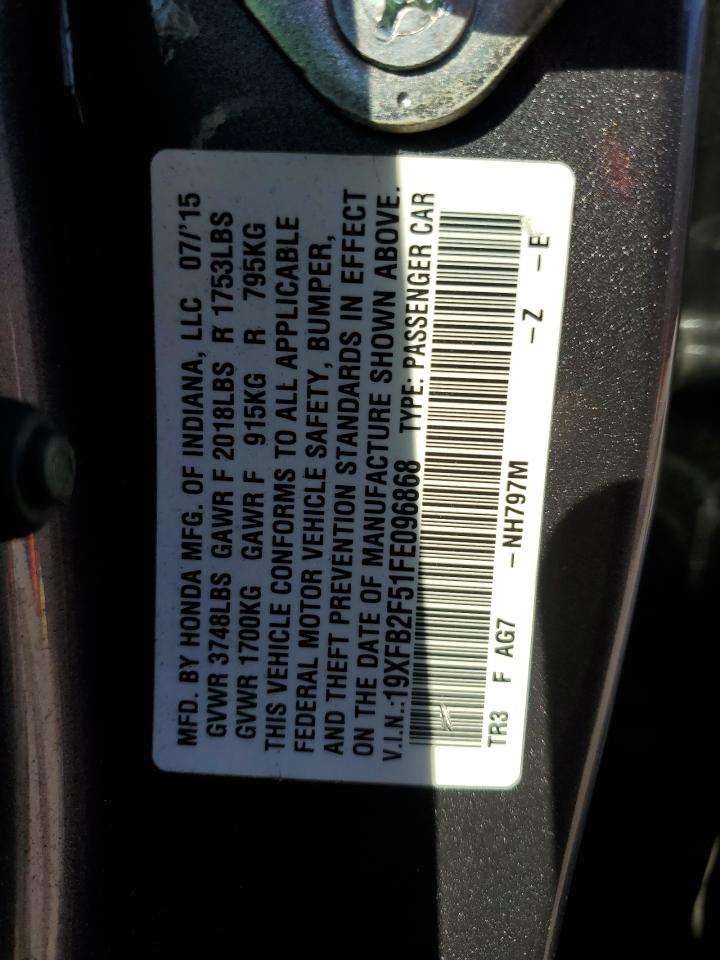 MFD. BY HONDA MFG. OF INDIANA, LLC 07/'15
GVWR 3748LBS GAWR F 2018LBS R 1753LBS
GVWR 1700KG GAWR F 915KG R 795KG
THIS VEHICLE CONFORMS TO ALL APPLICABLE
FEDERAL MOTOR VEHICLE SAFETY, BUMPER,
AND THEFT PREVENTION STANDARDS IN EFFECT
ON THE DATE OF MANUFACTURE SHOWN ABOVE.
V.I.N.:19XFB2F51FE096868 TYPE: PASSENGER CAR
TR3 F AG7 -NH797M -Z -E